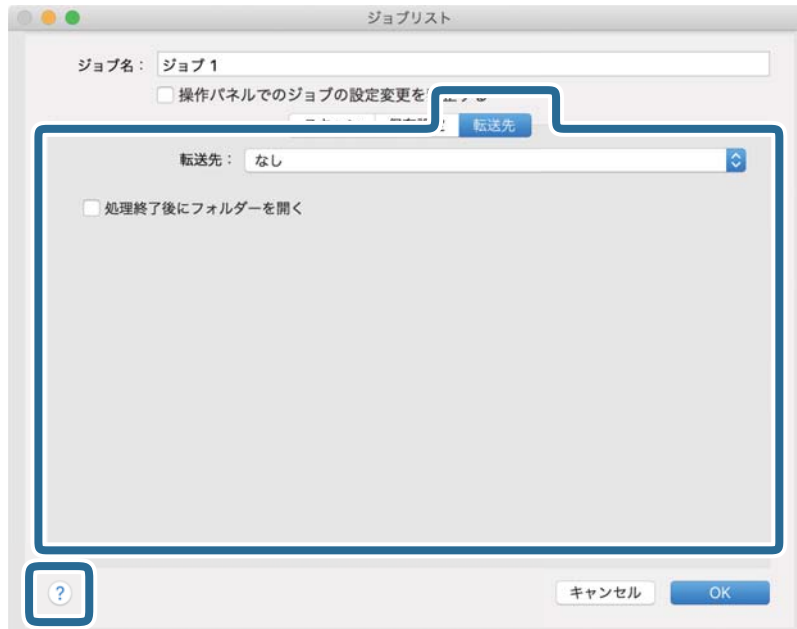 ジョブリスト
ジョブ名： ジョブ 1
操作パネルでのジョブの設定変更を
転送先
転送先： なし
処理終了後にフォルダーを開く
?
キャンセル OK